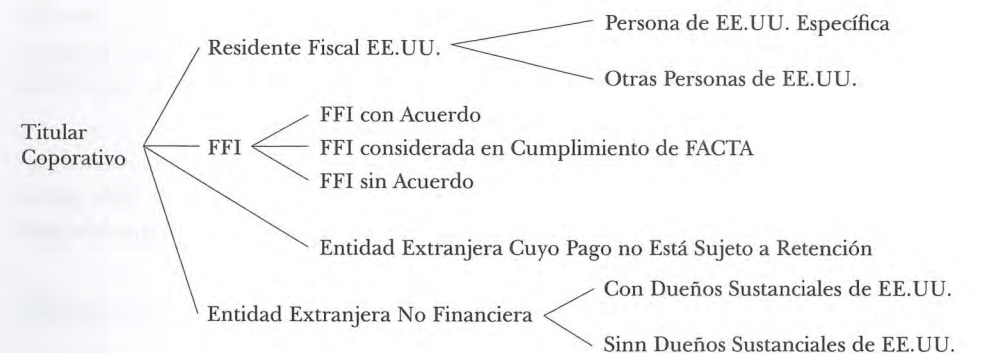 Persona de EE.UU. Específica
Residente Fiscal EE.UU.
Otras Personas de EE.UU.
FFI con Acuerdo
Titular
Coporativo
FFI
FFI considerada en Cumplimiento de FACTA
FFI sin Acuerdo
Entidad Extranjera Cuyo Pago no Está Sujeto a Retención
Con Dueños Sustanciales de EE.UU.
Entidad Extranjera No Financiera
Sinn Dueños Sustanciales de EE.UU.